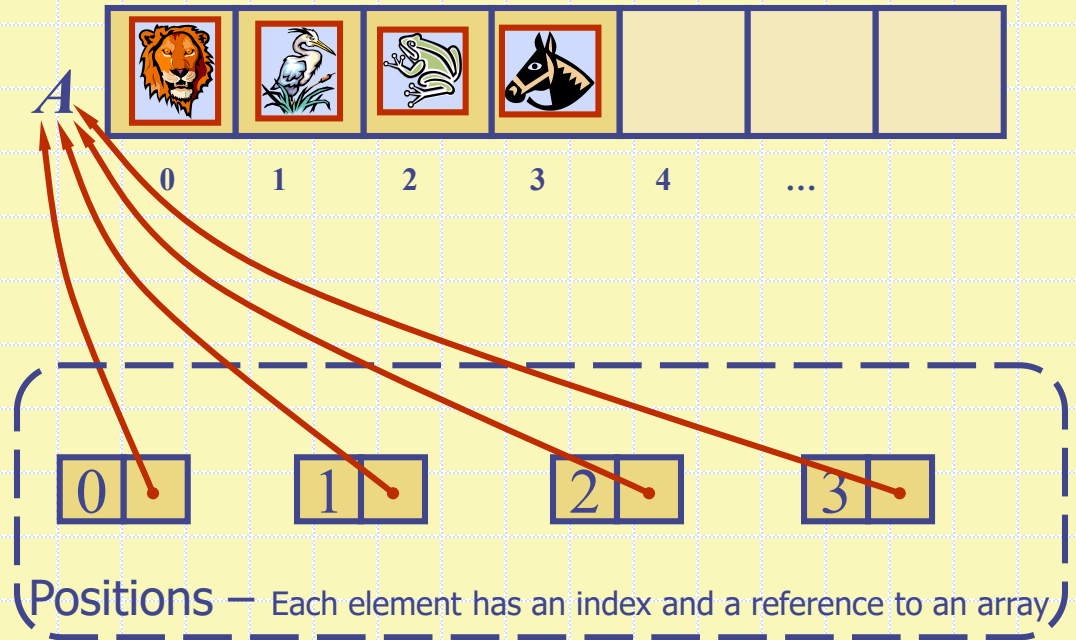 A
0 1 2 3 4 ...
0 1 2 3
Positions – Each element has an index and a reference to an array